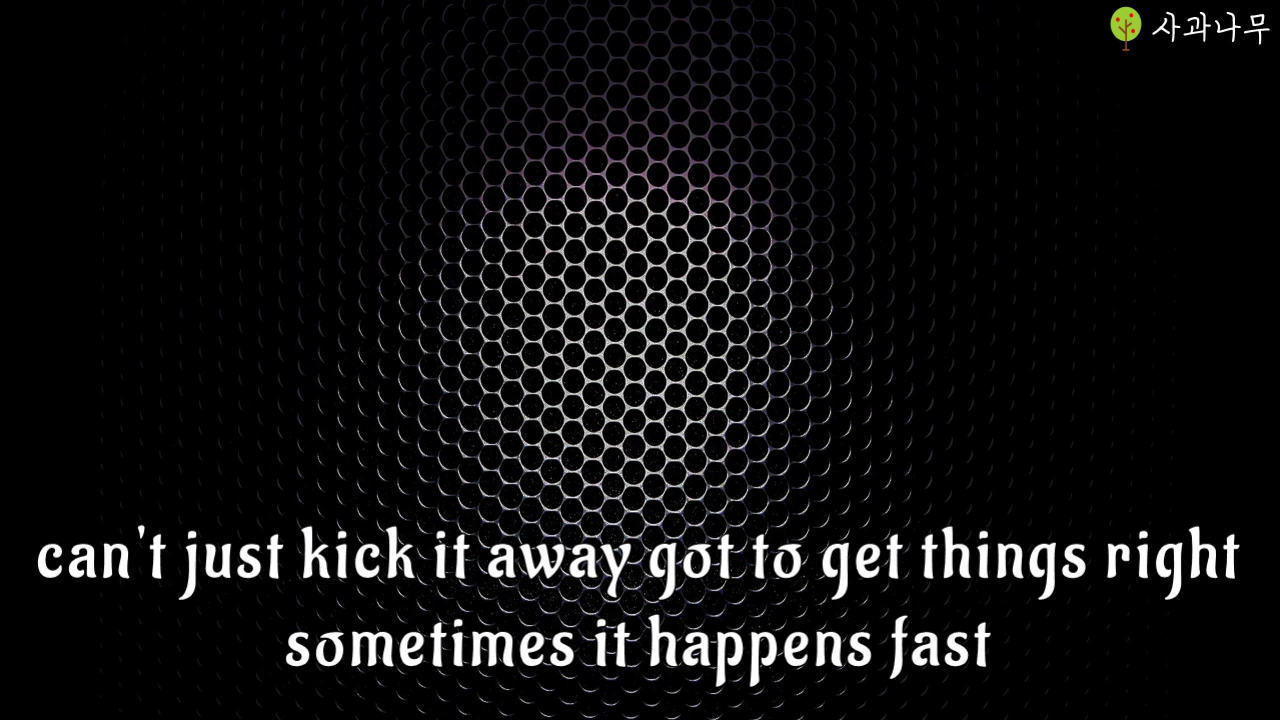 사과나무
can't just kick it away got to get things right
sometimes it happens fast